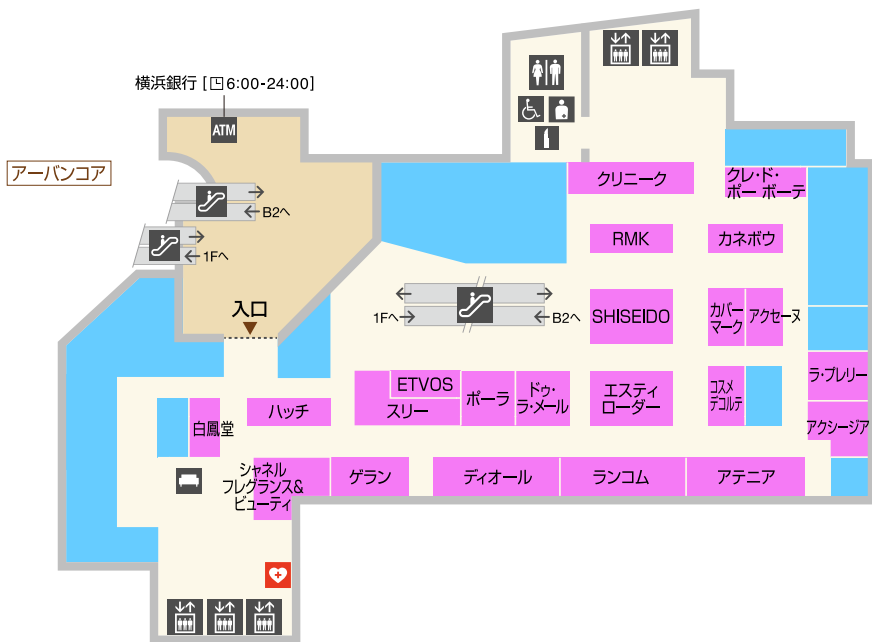 横浜銀行 [6:00-24:00]
ATM
アーバンコア
B2へ
1Fへ
入口
クリニーク
クレ・ド・
ポー ボーテ
RMK
カネボウ
1Fへ
B2へ
SHISEIDO
カバー
マーク
アクセーヌ
ETVOS
スリー
ポーラ
ドゥ・
ラ・メール
エスティ
ローダー
コスメ
デコルテ
ラ・プレリー
アクシージア
白鳳堂
ハッチ
シャネル
フレグランス&
ビューティ
ゲラン
ディオール
ランコム
アテニア